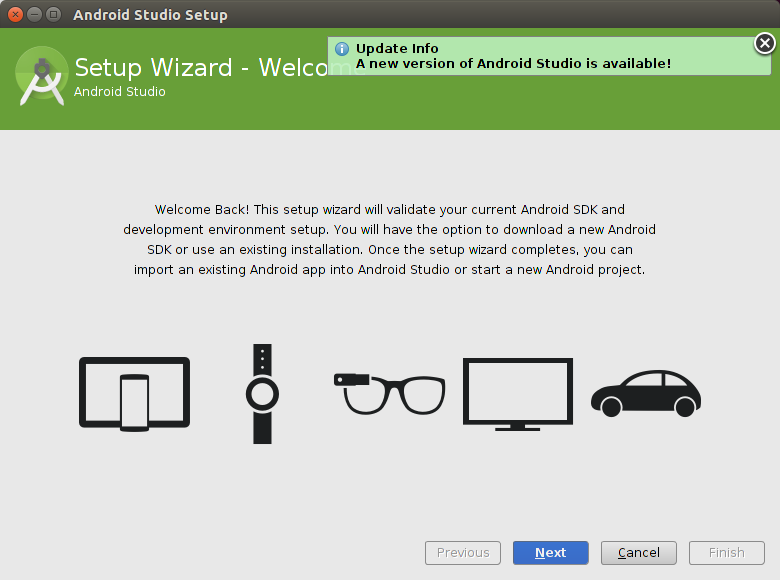 Android Studio Setup
Update Info
A new version of Android Studio is available!
Setup Wizard - Welcome
Android Studio
Welcome Back! This setup wizard will validate your current Android SDK and
development environment setup. You will have the option to download a new Android
SDK or use an existing installation. Once the setup wizard completes, you can
import an existing Android app into Android Studio or start a new Android project.
Previous
Next
Cancel
Finish